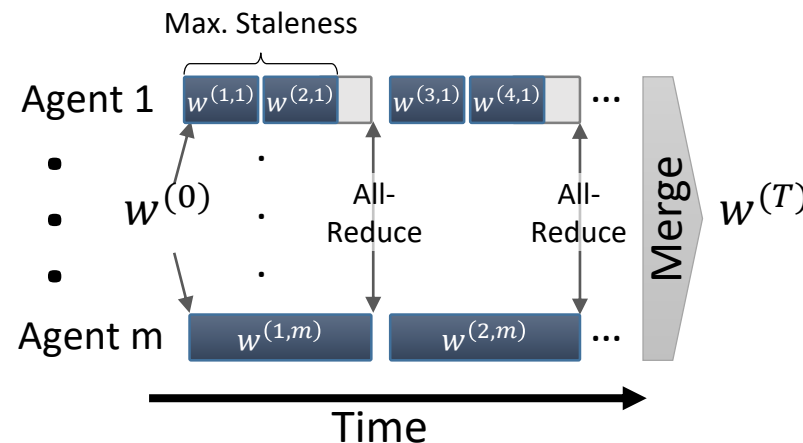 Max. Staleness
Agent 1 w^(1,1) w^(2,1) w^(3,1) w^(4,1) ...
w^(0)
All-
Reduce
All-
Reduce
Merge
w^(T)
Agent m w^(1,m) w^(2,m) ...
Time